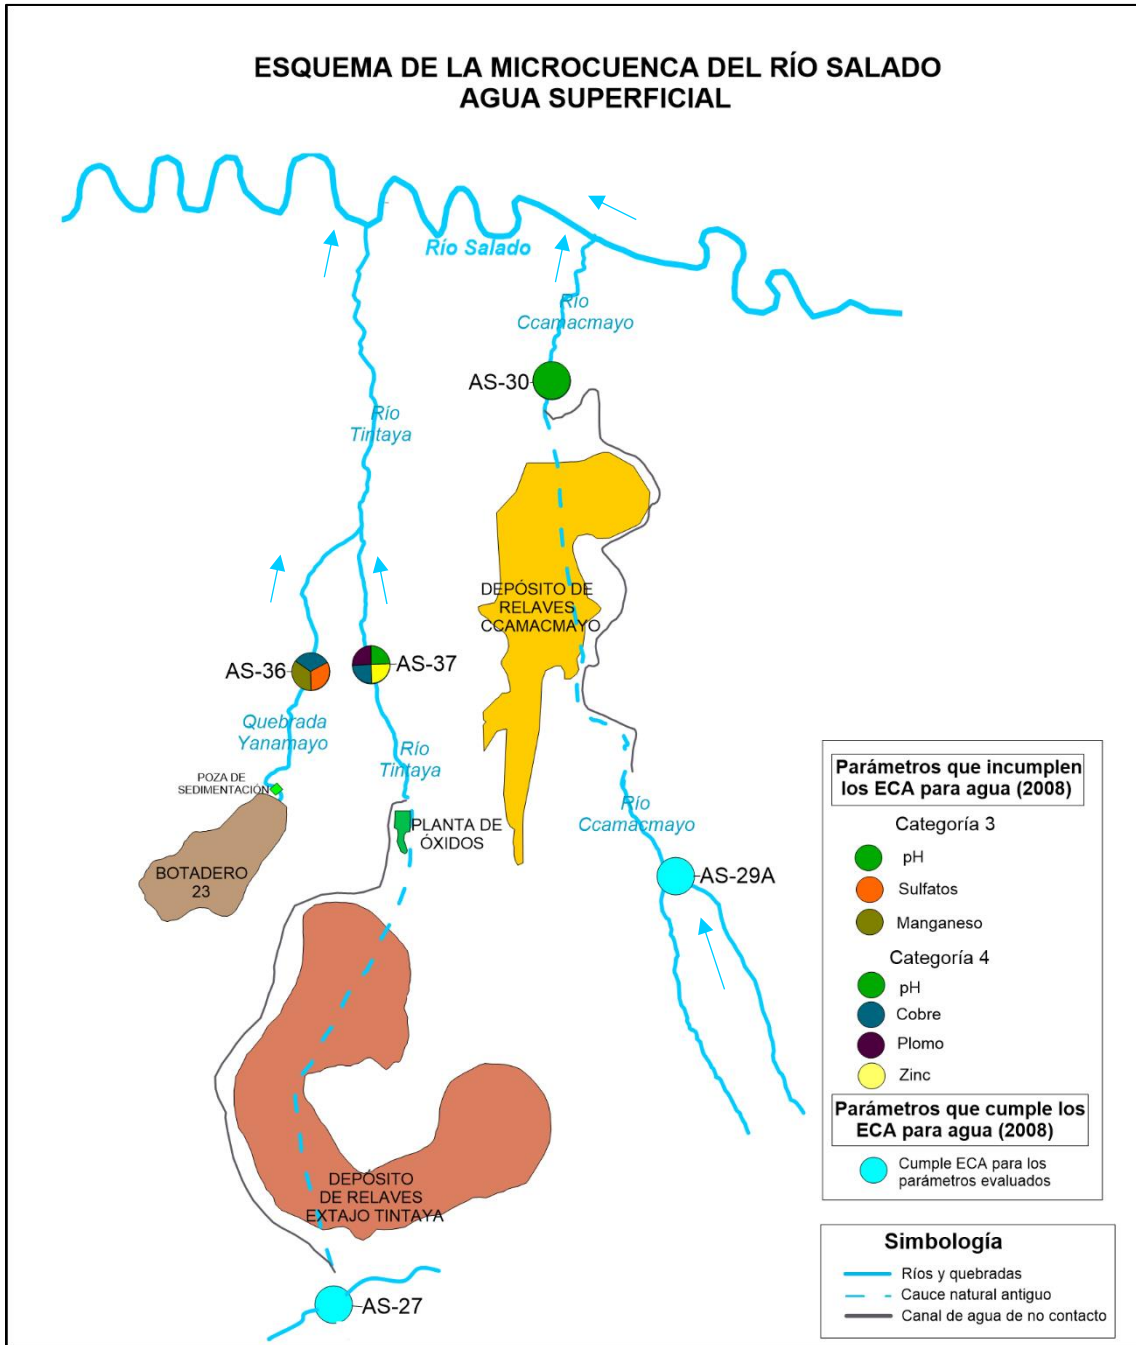 ESQUEMA DE LA MICROCUENCA DEL RÍO SALADO
AGUA SUPERFICIAL
Río Salado
Río
Ccamacmayo
AS-30
Río
Tintaya
DEPÓSITO DE
RELAVES
CCAMACMAYO
AS-36
AS-37
Quebrada
Yanamayo
Río
Tintaya
POZA DE
SEDIMENTACIÓN
PLANTA DE
ÓXIDOS
Río
Ccamacmayo
BOTADERO
23
AS-29A
DEPÓSITO
DE RELAVES
EXTAJO TINTAYA
AS-27
Parámetros que incumplen
los ECA para agua (2008)
Categoría 3
pH
Sulfatos
Manganeso
Categoría 4
pH
Cobre
Plomo
Zinc
Parámetros que cumple los
ECA para agua (2008)
Cumple ECA para los
parámetros evaluados
Simbología
Ríos y quebradas
Cauce natural antiguo
Canal de agua de no contacto